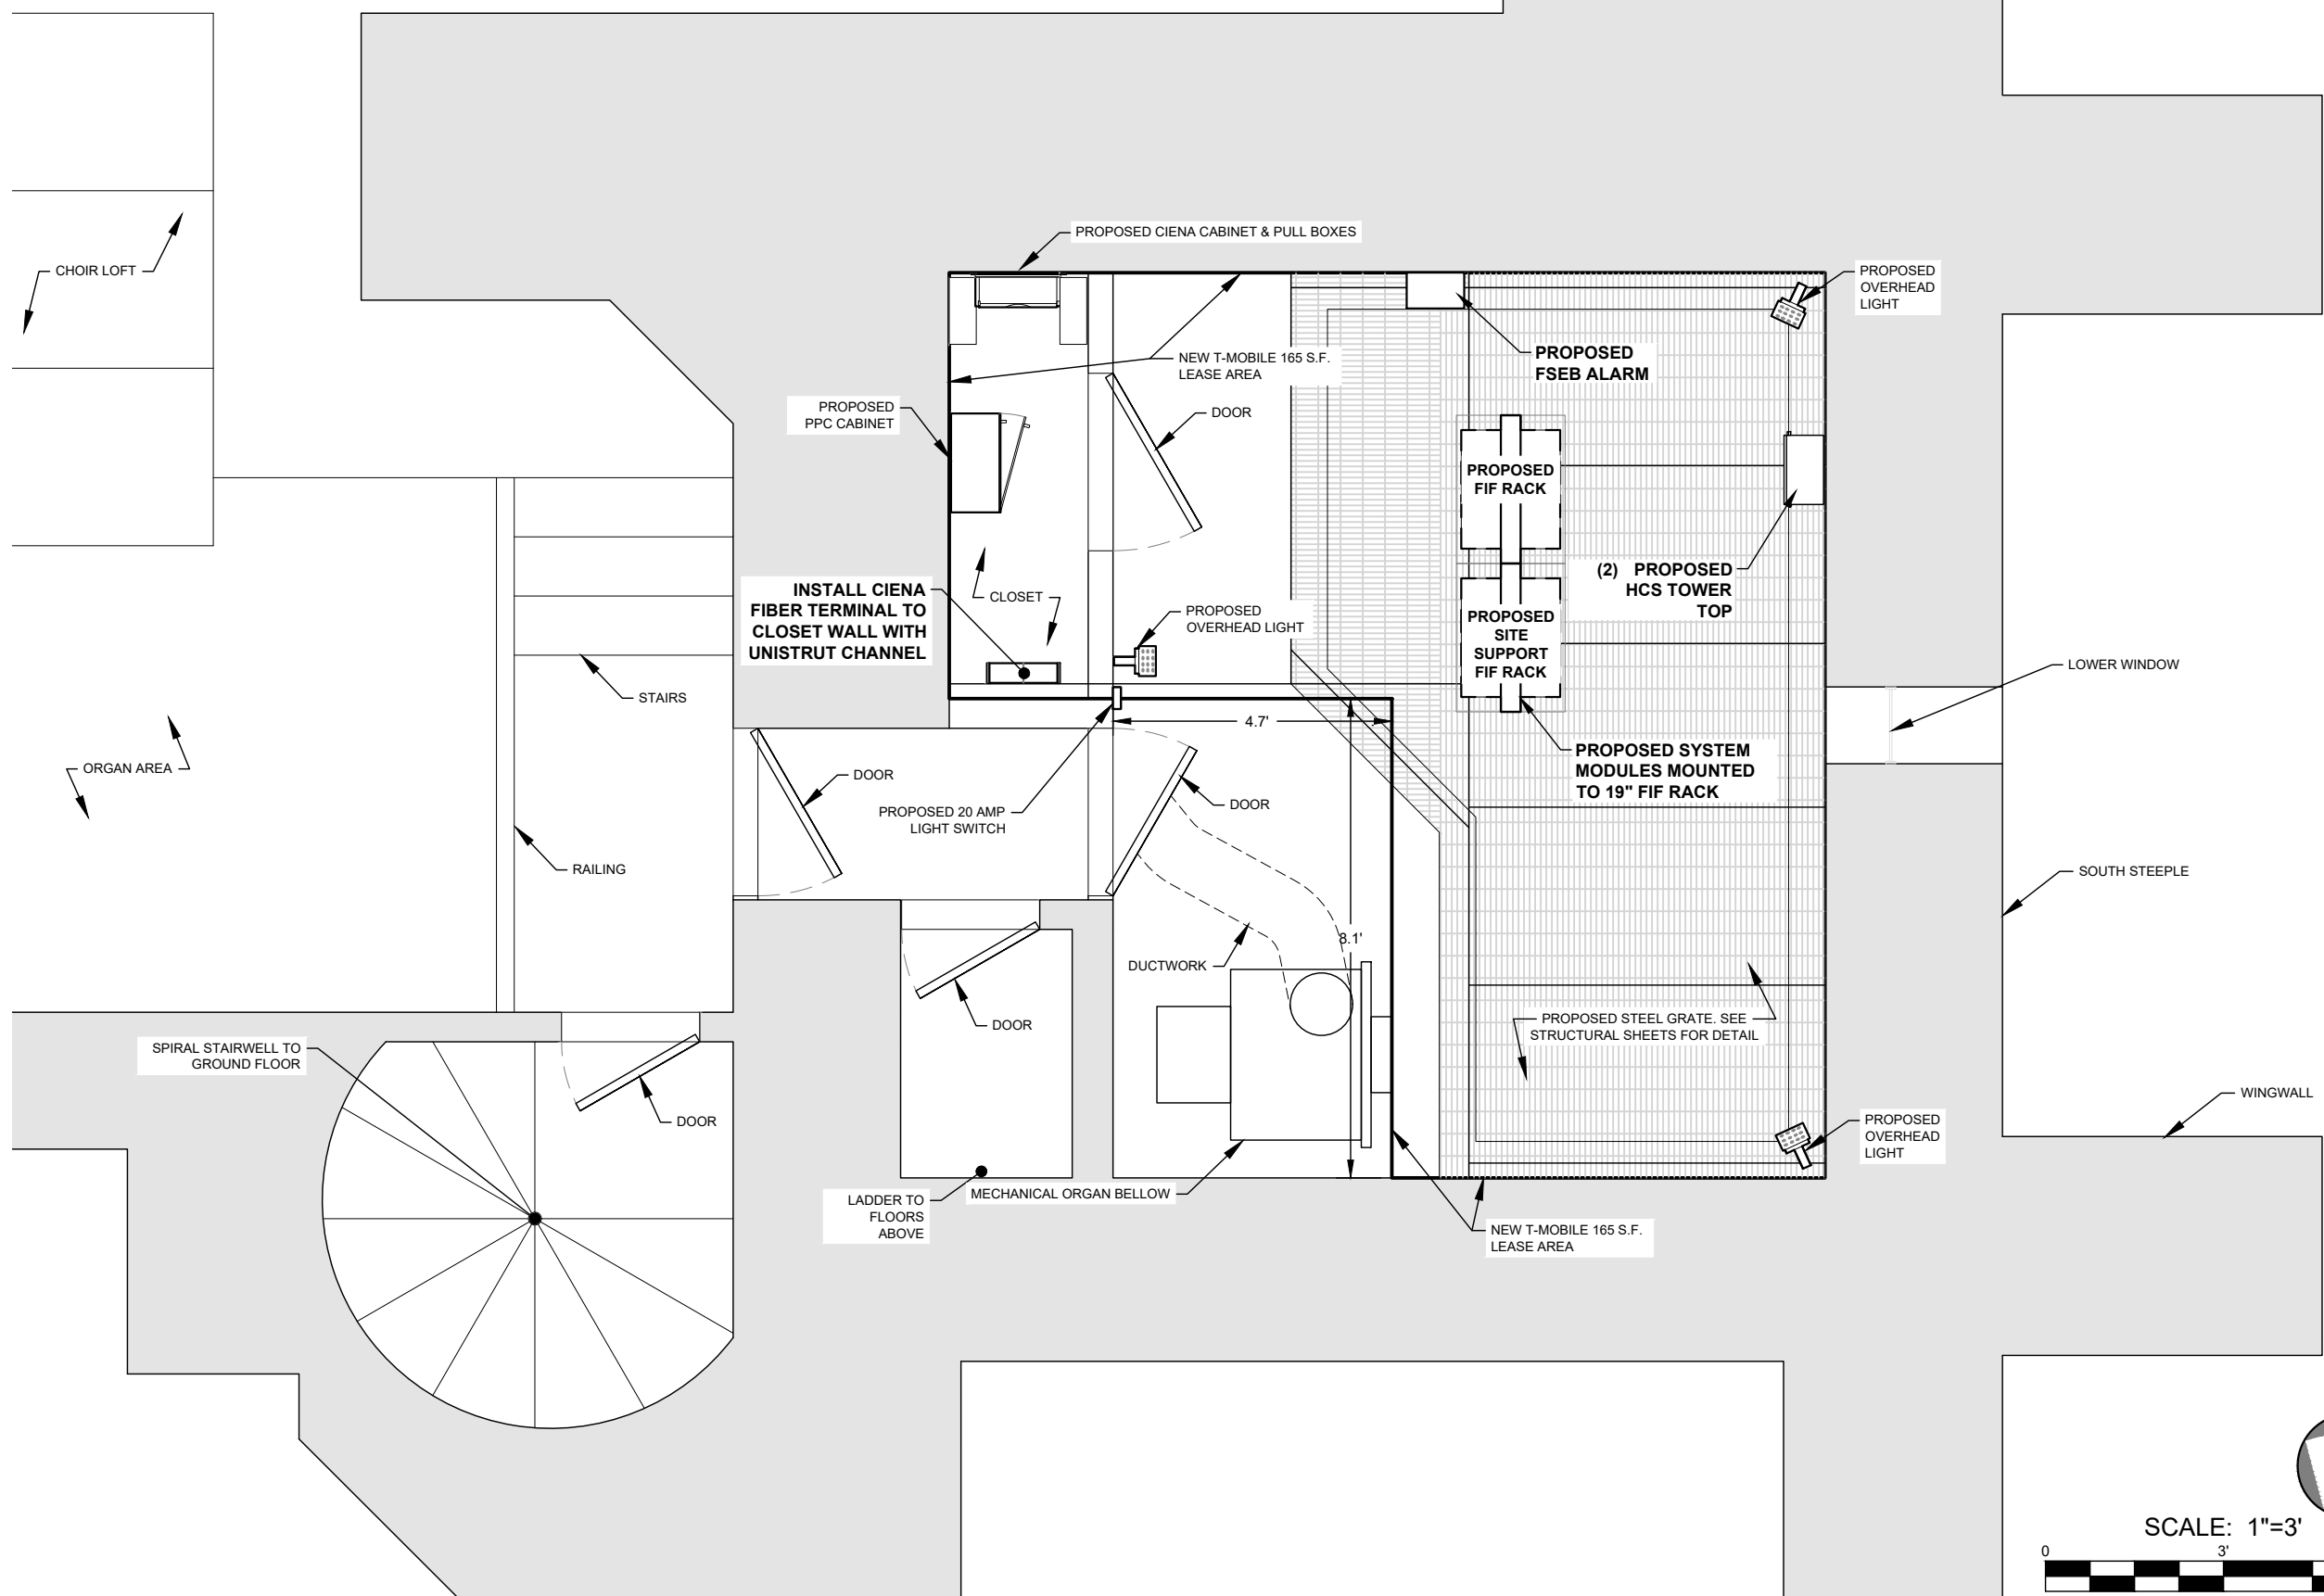 PROPOSED CIENA CABINET & PULL BOXES
CHOIR LOFT
PROPOSED
OVERHEAD
LIGHT
NEW T-MOBILE 165 S.F.
LEASE AREA
PROPOSED
FSEB ALARM
PROPOSED
PPC CABINET
DOOR
PROPOSED
FIF RACK
(2) PROPOSED
HCS TOWER
TOP
INSTALL CIENA
FIBER TERMINAL TO
CLOSET WALL WITH
UNISTRUT CHANNEL
CLOSET
PROPOSED
OVERHEAD LIGHT
PROPOSED
SITE
SUPPORT
FIF RACK
LOWER WINDOW
STAIRS
4.7'
PROPOSED SYSTEM
MODULES MOUNTED
TO 19" FIF RACK
ORGAN AREA
DOOR
DOOR
PROPOSED 20 AMP
LIGHT SWITCH
RAILING
SOUTH STEEPLE
8.1'
DUCTWORK
DOOR
PROPOSED STEEL GRATE. SEE
STRUCTURAL SHEETS FOR DETAIL
SPIRAL STAIRWELL TO
GROUND FLOOR
DOOR
WINGWALL
PROPOSED
OVERHEAD
LIGHT
LADDER TO
FLOORS
ABOVE
MECHANICAL ORGAN BELLOW
NEW T-MOBILE 165 S.F.
LEASE AREA
SCALE: 1"=3'
0 3'